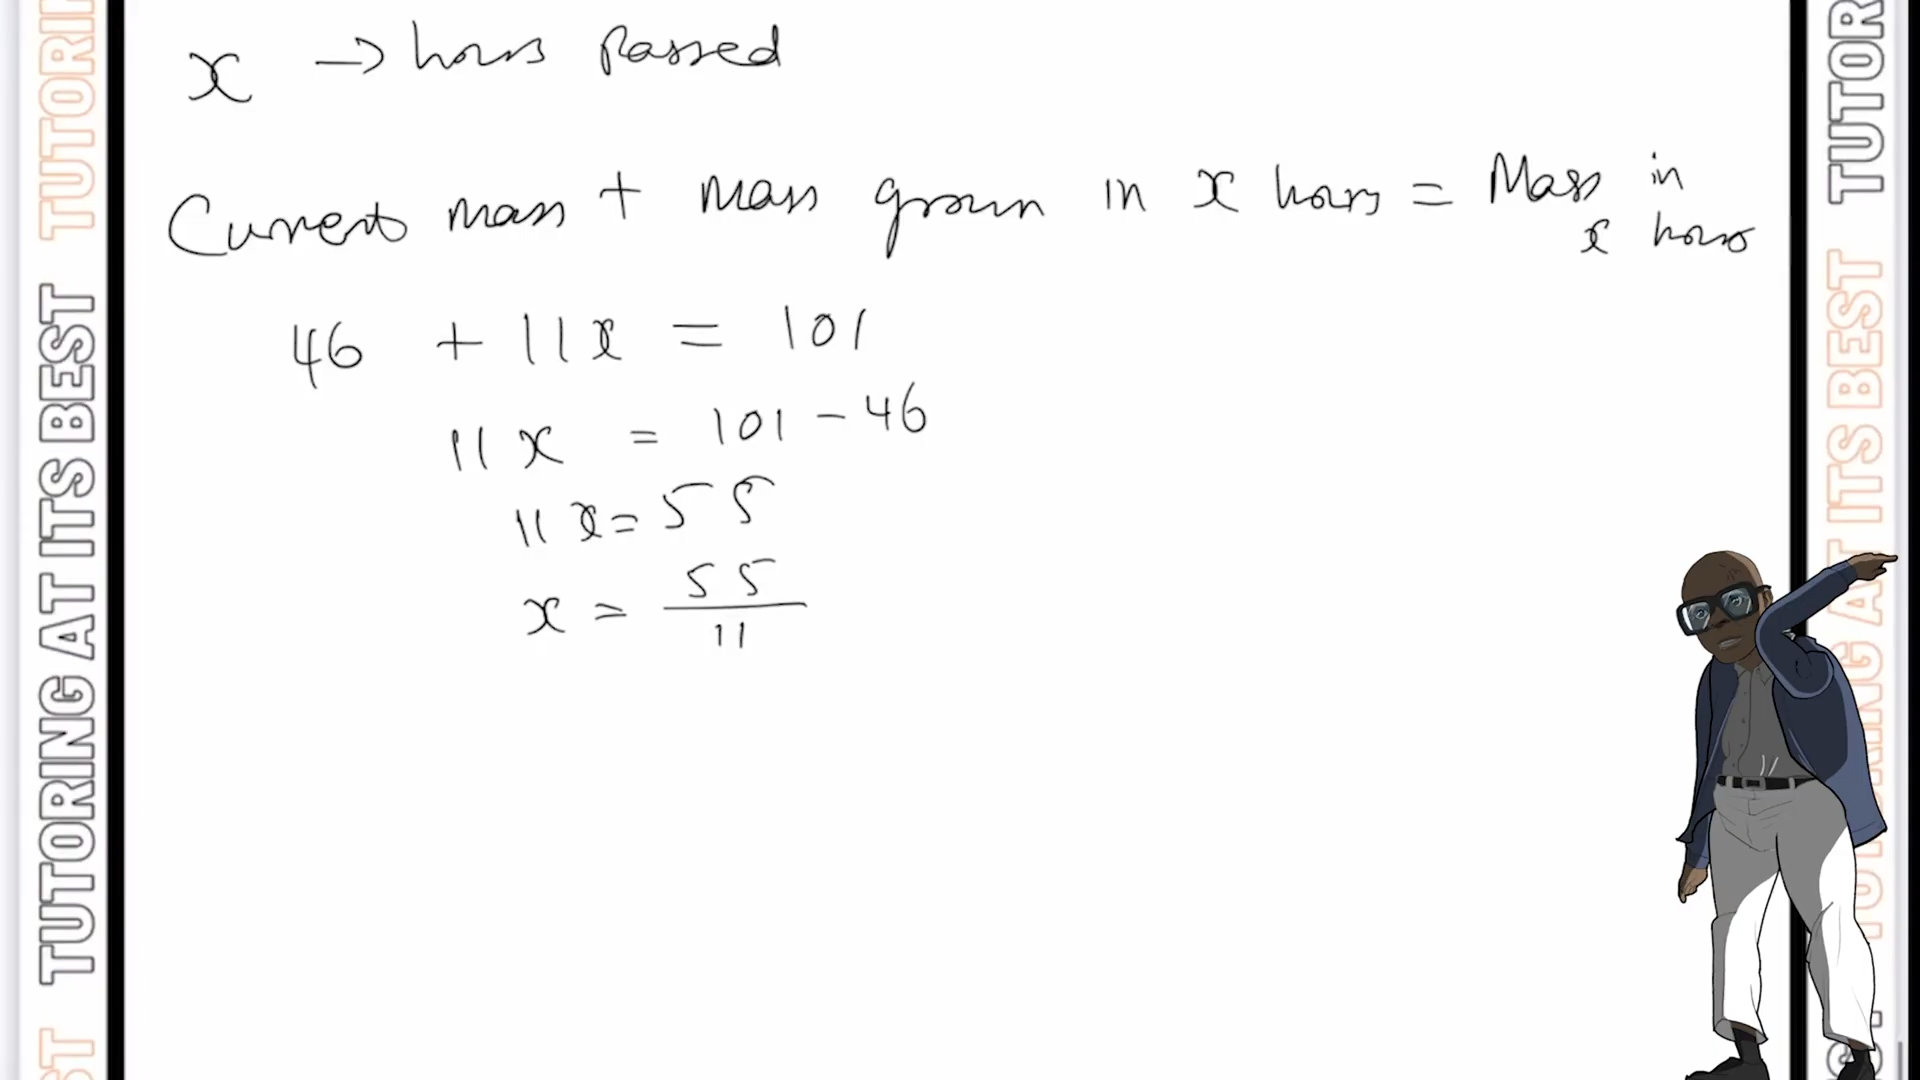 x → hours passed
Current mass + mass grown in x hours = Mass in x hours
46 + 11x = 101
11x = 101 - 46
11x = 55
x = 55/11
TUTORING AT ITS BEST
TUTORING AT ITS BEST